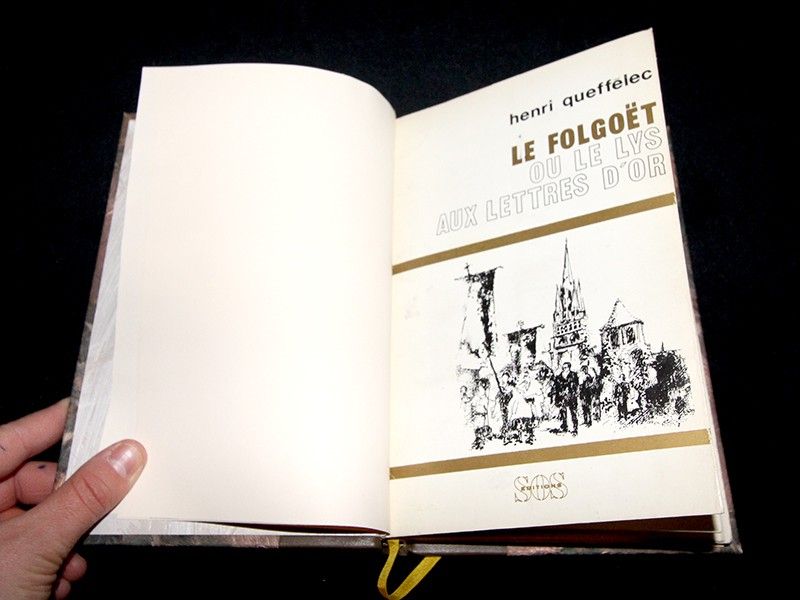 henri queffélec
LE FOLGOËT
OU LE LYS
AUX LETTRES D'OR
SOS
EDITIONS